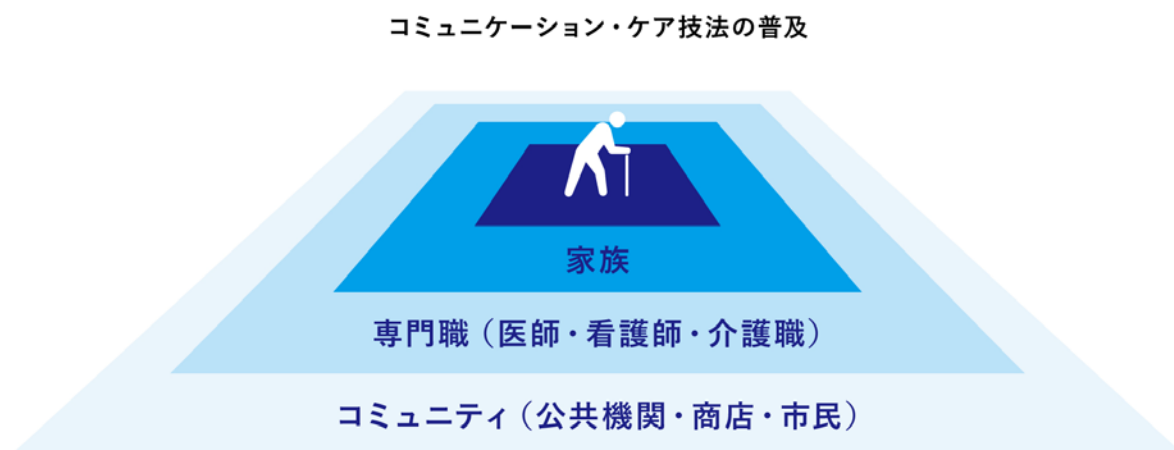 コミュニケーション・ケア技法の普及
家族
専門職（医師・看護師・介護職）
コミュニティ（公共機関・商店・市民）